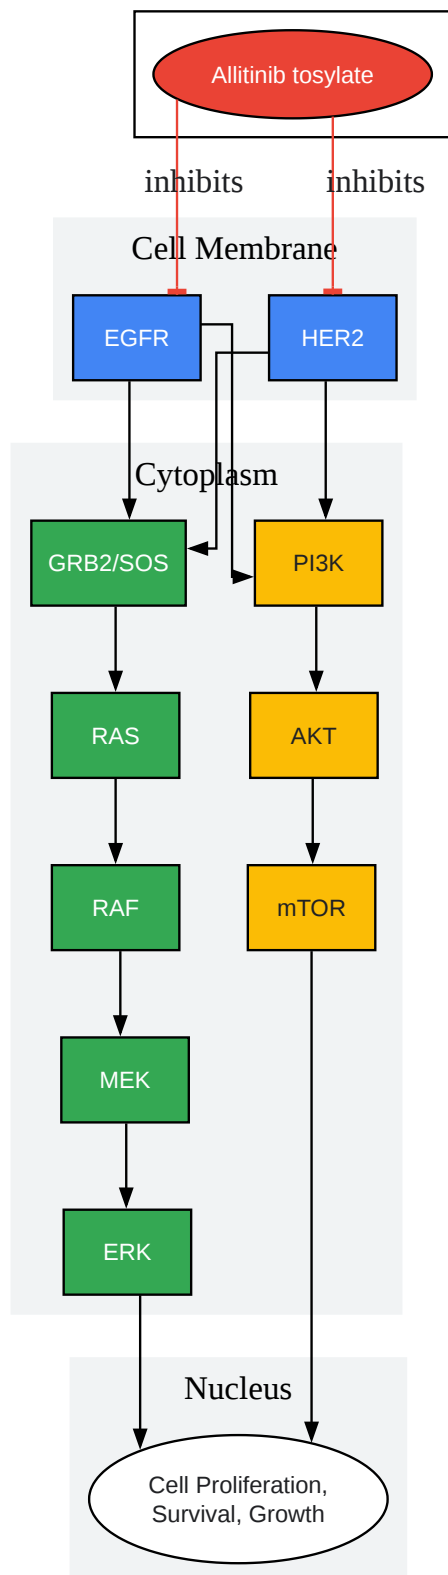 Allitinib tosylate
inhibits
inhibits
Cell Membrane
EGFR
HER2
Cytoplasm
GRB2/SOS
PI3K
RAS
AKT
RAF
mTOR
MEK
ERK
Nucleus
Cell Proliferation,
Survival, Growth